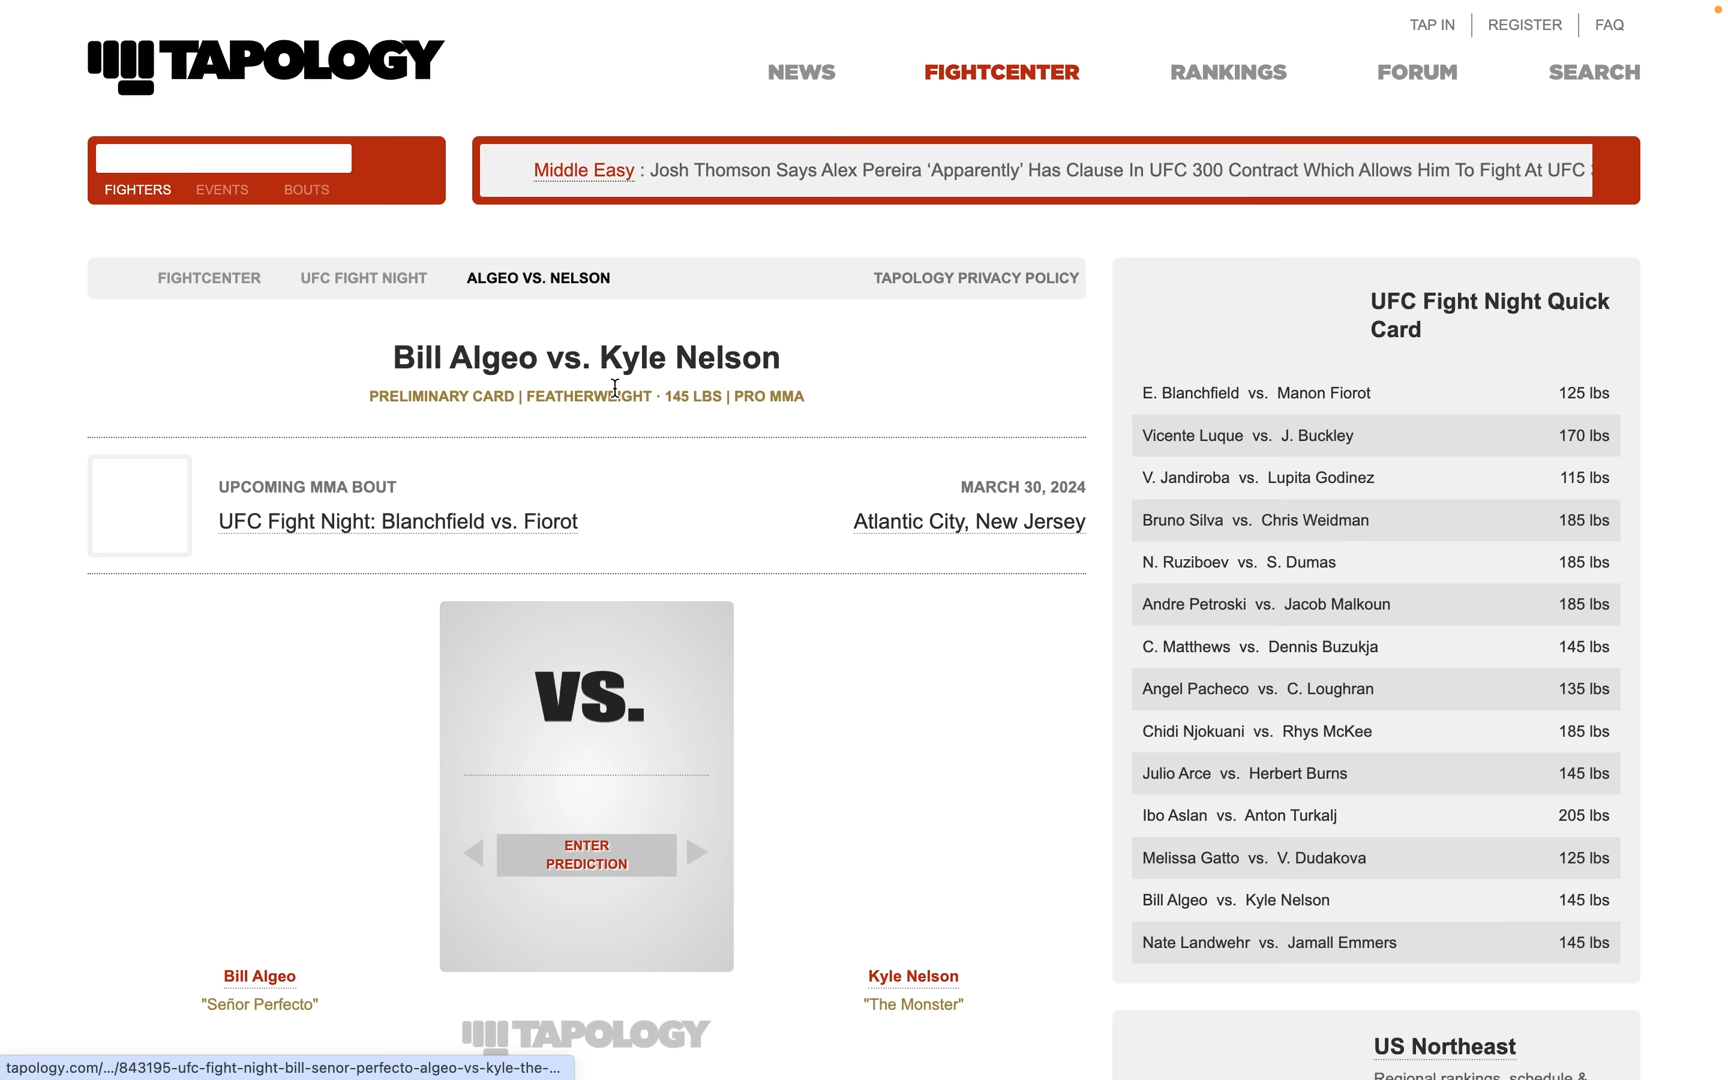 TAP IN
REGISTER
FAQ
TAPOLOGY
NEWS
FIGHTCENTER
RANKINGS
FORUM
SEARCH
FIGHTERS
EVENTS
BOUTS
Middle Easy : Josh Thomson Says Alex Pereira ‘Apparently’ Has Clause In UFC 300 Contract Which Allows Him To Fight At UFC
FIGHTCENTER
UFC FIGHT NIGHT
ALGEO VS. NELSON
TAPOLOGY PRIVACY POLICY
Bill Algeo vs. Kyle Nelson
PRELIMINARY CARD | FEATHERWEIGHT · 145 LBS | PRO MMA
UPCOMING MMA BOUT
MARCH 30, 2024
UFC Fight Night: Blanchfield vs. Fiorot
Atlantic City, New Jersey
VS.
ENTER
PREDICTION
Bill Algeo
"Señor Perfecto"
Kyle Nelson
"The Monster"
TAPOLOGY
UFC Fight Night Quick
Card
E. Blanchfield vs. Manon Fiorot 125 lbs
Vicente Luque vs. J. Buckley 170 lbs
V. Jandiroba vs. Lupita Godinez 115 lbs
Bruno Silva vs. Chris Weidman 185 lbs
N. Ruziboev vs. S. Dumas 185 lbs
Andre Petroski vs. Jacob Malkoun 185 lbs
C. Matthews vs. Dennis Buzukja 145 lbs
Angel Pacheco vs. C. Loughran 135 lbs
Chidi Njokuani vs. Rhys McKee 185 lbs
Julio Arce vs. Herbert Burns 145 lbs
Ibo Aslan vs. Anton Turkalj 205 lbs
Melissa Gatto vs. V. Dudakova 125 lbs
Bill Algeo vs. Kyle Nelson 145 lbs
Nate Landwehr vs. Jamall Emmers 145 lbs
US Northeast
Regional rankings, schedule &
tapology.com/.../843195-ufc-fight-night-bill-senor-perfecto-algeo-vs-kyle-the-...